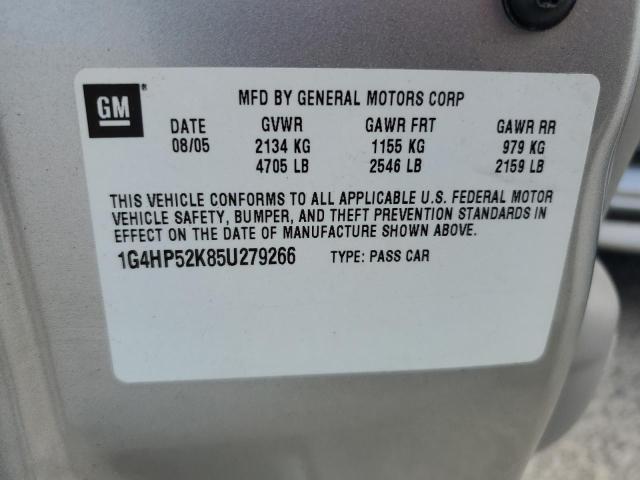 GM
MFD BY GENERAL MOTORS CORP
DATE GVWR GAWR FRT GAWR RR
08/05 2134 KG 1155 KG 979 KG
4705 LB 2546 LB 2159 LB
THIS VEHICLE CONFORMS TO ALL APPLICABLE U.S. FEDERAL MOTOR
VEHICLE SAFETY, BUMPER, AND THEFT PREVENTION STANDARDS IN
EFFECT ON THE DATE OF MANUFACTURE SHOWN ABOVE.
1G4HP52K85U279266 TYPE: PASS CAR